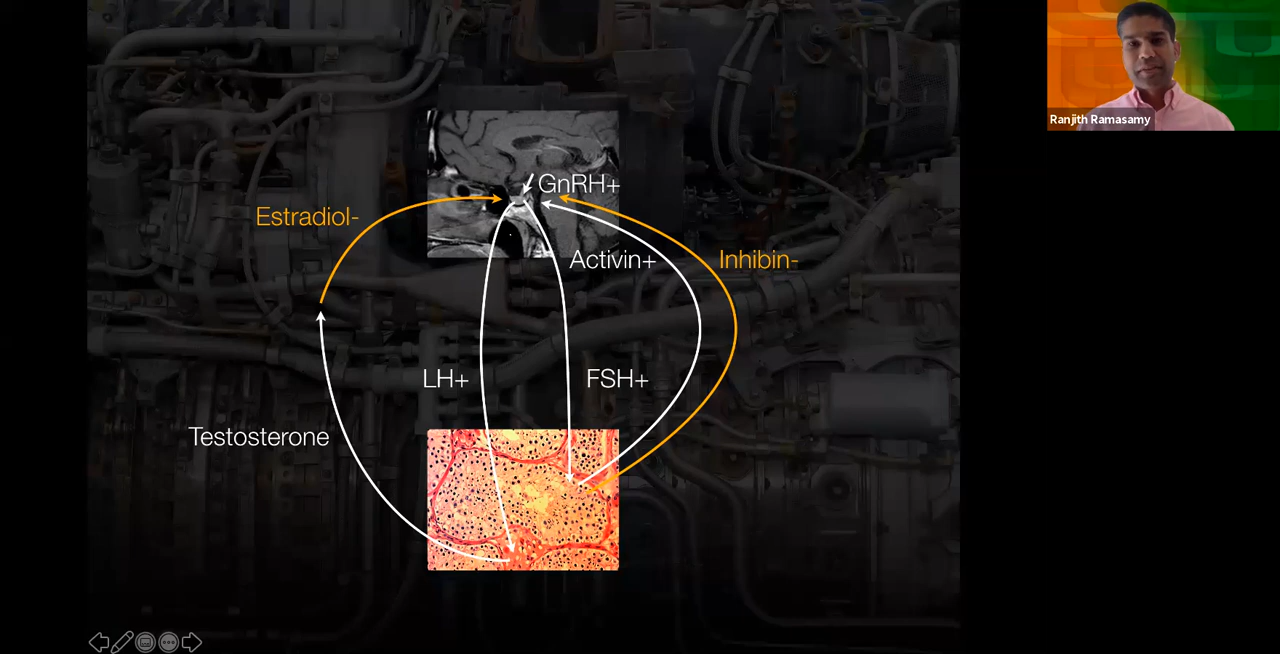 GnRH+
Estradiol-
Activin+
Inhibin-
LH+
FSH+
Testosterone
Ranjith Ramasamy